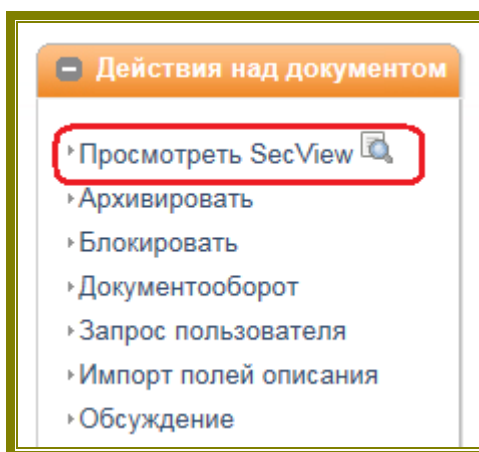 Действия над документом
Просмотреть SecView
Архивировать
Блокировать
Документооборот
Запрос пользователя
Импорт полей описания
Обсуждение